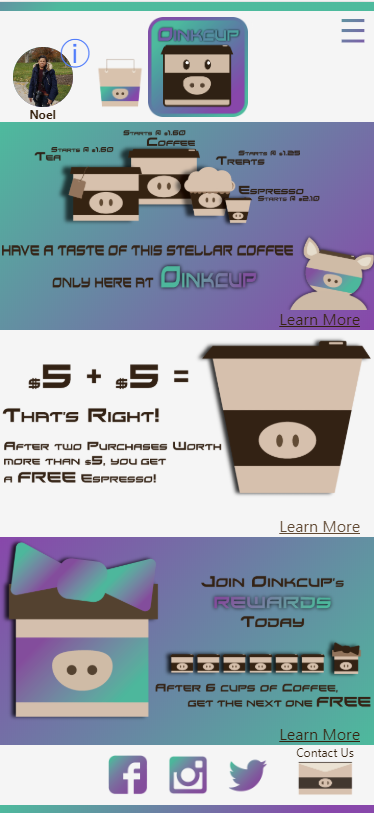 OINKCUP
i
Noel
Starts @ $1.60
Coffee
Starts @ $1.50
Tea
Starts @ $1.25
Treats
Espresso
Starts @ $2.10
HAVE A TASTE OF THIS STELLAR COFFEE
ONLY HERE AT OINKCUP
Learn More
$5 + $5 =
That's Right!
After two Purchases Worth
more than $5, you get
a FREE Espresso!
Learn More
Join Oinkcup's
REWARDS
Today
After 6 cups of Coffee,
get the next one FREE
Learn More
Contact Us